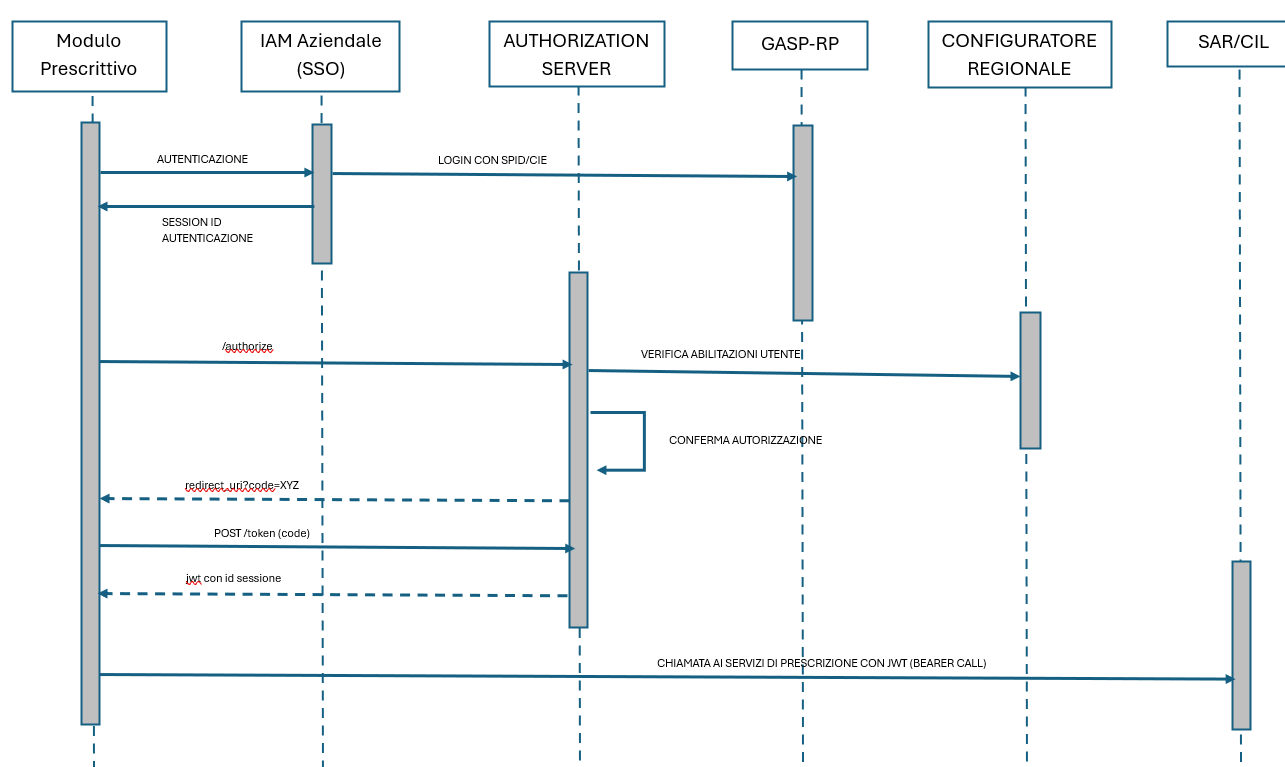 Modulo
Prescrittivo
IAM Aziendale
(SSO)
AUTHORIZATION
SERVER
GASP-RP
CONFIGURATORE
REGIONALE
SAR/CIL
AUTENTICAZIONE
LOGIN CON SPID/CIE
SESSION ID
AUTENTICAZIONE
/authorize
VERIFICA ABILITAZIONI UTENTE
CONFERMA AUTORIZZAZIONE
redirect_uri?code=XYZ
POST /token (code)
jwt con id sessione
CHIAMATA AI SERVIZI DI PRESCRIZIONE CON JWT (BEARER CALL)